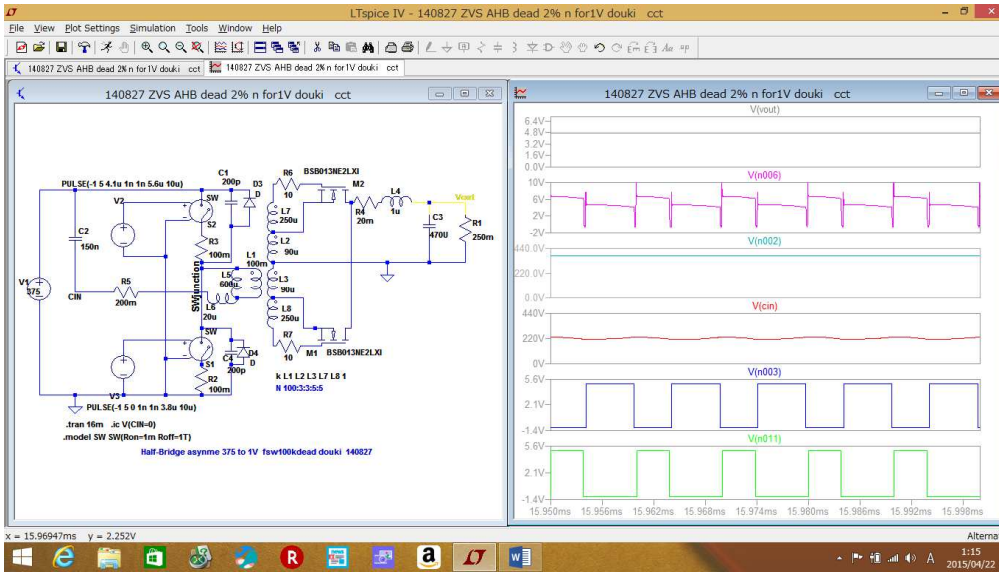 LTspice IV - 140827 ZVS AHB dead 2% n for1V douki cct
File View Plot Settings Simulation Tools Window Help
140827 ZVS AHB dead 2% n for1V douki cct
140827 ZVS AHB dead 2% n for1V douki cct
140827 ZVS AHB dead 2% n for1V douki cct
PULSE(-1 5 4.1u 1n 1n 5.6u 10u)
V2
SW
S2
C1
200p
D3
D
R6
10
BSB013NE2LXI
M2
L4
1u
Vout
R4
20m
C3
470U
R1
250m
C2
150n
R3
100m
L7
250u
L2
90u
L1
100m
L5
600u
L3
90u
V1
375
CIN
R5
200m
SWjunction
L6
20u
L8
250u
SW
S1
C4
200p
D4
D
R7
10
M1
BSB013NE2LXI
R2
100m
V3
PULSE(-1 5 0 1n 1n 3.8u 10u)
k L1 L2 L3 L7 L8 1
N 100:3:3:5:5
.tran 16m .ic V(CIN=0)
.model SW SW(Ron=1m Roff=1T)
Half-Bridge asynme 375 to 1V fsw100kdead douki 140827
140827 ZVS AHB dead 2% n for1V douki cct
V(vout)
6.4V
4.8V
3.2V
1.6V
0.0V
V(n006)
10V
6V
2V
-2V
V(n002)
440.0V
220.0V
0.0V
V(cin)
440V
220V
0V
V(n003)
5.6V
2.1V
-1.4V
V(n011)
5.6V
2.1V
-1.4V
15.950ms 15.956ms 15.962ms 15.968ms 15.974ms 15.980ms 15.986ms 15.992ms 15.998ms
x = 15.96947ms y = 2.252V
Alterna
R
a
W
A
1:15
2015/04/22